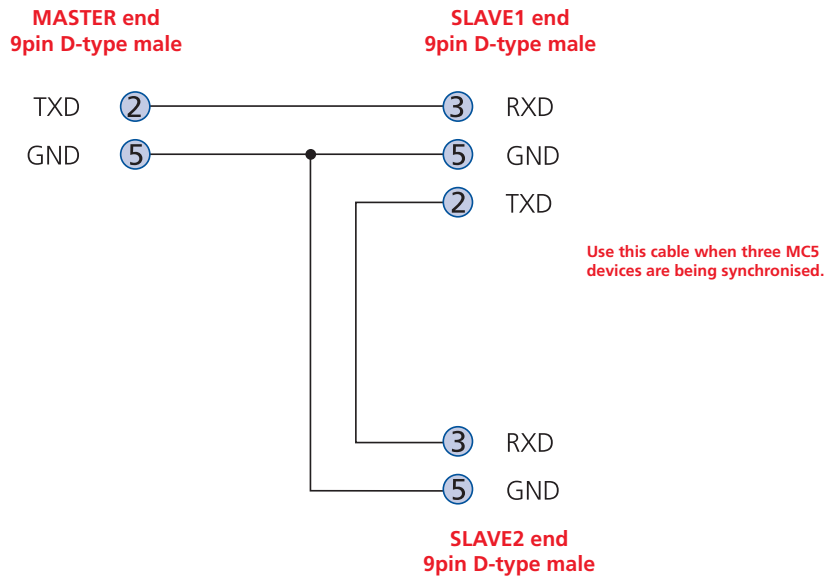 MASTER end
9pin D-type male
SLAVE1 end
9pin D-type male
TXD 2 3 RXD
GND 5 5 GND
2 TXD
Use this cable when three MC5
devices are being synchronised.
3 RXD
5 GND
SLAVE2 end
9pin D-type male